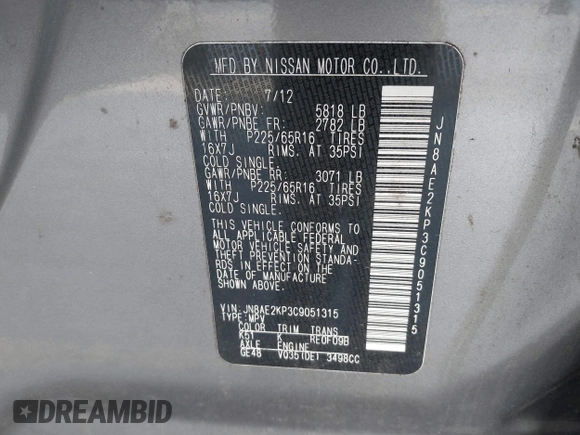 MFD BY NISSAN MOTOR CO.,LTD.
DATE: 7/12
GVWR/PNBV: 5818 LB
GAWR/PNBE FR: 2782 LB
WITH P225/65R16 TIRES
16X7J RIMS. AT 35PSI
COLD SINGLE.
GAWR/PNBE RR: 3071 LB
WITH P225/65R16 TIRES
16X7J RIMS. AT 35PSI
COLD SINGLE.
THIS VEHICLE CONFORMS TO
ALL APPLICABLE FEDERAL
MOTOR VEHICLE SAFETY AND
THEFT PREVENTION STANDA-
RDS IN EFFECT ON THE
DATE OF MANUFACTURE
SHOWN ABOVE.
VIN: JN8AE2KP3C9051315
TYPE: MPV
COLOR TRIM TRANS
K51 K RE0F09B
AXLE ENGINE
GE48 VQ35(DE) 3498CC
JN8AE2KP3C9051315
DREAMBID